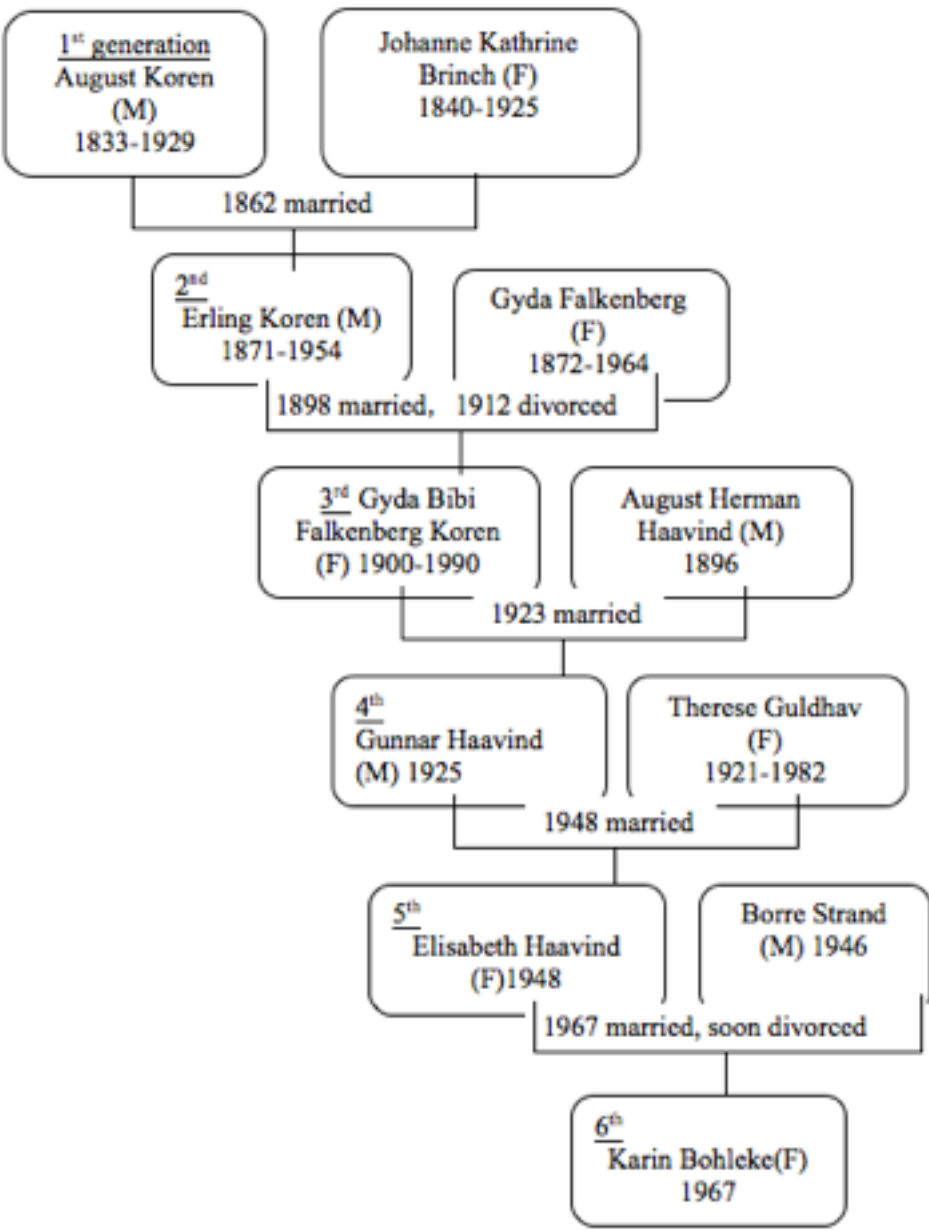 1st generation
August Koren
(M)
1833-1929
Johanne Kathrine
Brinch (F)
1840-1925
1862 married
2nd
Erling Koren (M)
1871-1954
Gyda Falkenberg
(F)
1872-1964
1898 married, 1912 divorced
3rd Gyda Bibi
Falkenberg Koren
(F) 1900-1990
August Herman
Haavind (M)
1896
1923 married
4th
Gunnar Haavind
(M) 1925
Therese Guldhav
(F)
1921-1982
1948 married
5th
Elisabeth Haavind
(F)1948
Borre Strand
(M) 1946
1967 married, soon divorced
6th
Karin Bohleke(F)
1967